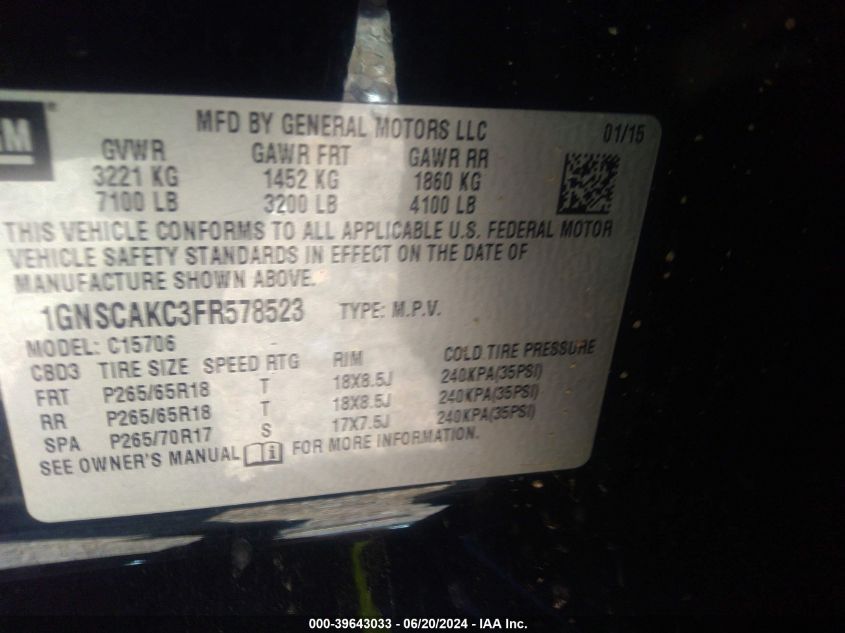 GM
®
MFD BY GENERAL MOTORS LLC 01/15
GVWR GAWR FRT GAWR RR
3221 KG 1452 KG 1860 KG
7100 LB 3200 LB 4100 LB
THIS VEHICLE CONFORMS TO ALL APPLICABLE U.S. FEDERAL MOTOR
VEHICLE SAFETY STANDARDS IN EFFECT ON THE DATE OF
MANUFACTURE SHOWN ABOVE.
1GNSCAKC3FR578523 TYPE: M.P.V.
MODEL: C15706
CBD3 TIRE SIZE SPEED RTG RIM COLD TIRE PRESSURE
FRT P265/65R18 T 18X8.5J 240KPA(35PSI)
RR P265/65R18 T 18X8.5J 240KPA(35PSI)
SPA P265/70R17 S 17X7.5J 240KPA(35PSI)
SEE OWNER'S MANUAL FOR MORE INFORMATION.
000-39643033 — 06/20/2024 - IAA Inc.